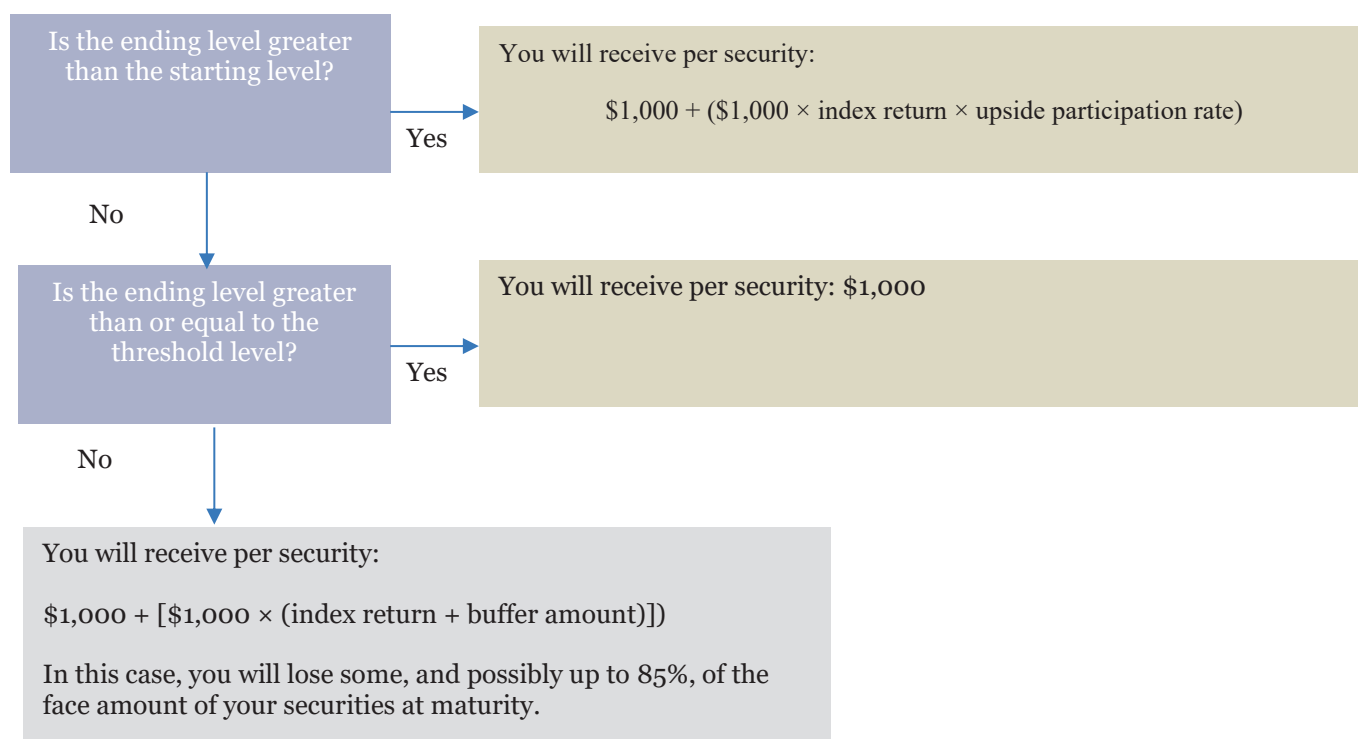 Is the ending level greater
than the starting level?
Yes
You will receive per security:
$1,000 + ($1,000 × index return × upside participation rate)
No
Is the ending level greater
than or equal to the
threshold level?
Yes
You will receive per security: $1,000
No
You will receive per security:
$1,000 + [$1,000 × (index return + buffer amount)])
In this case, you will lose some, and possibly up to 85%, of the
face amount of your securities at maturity.